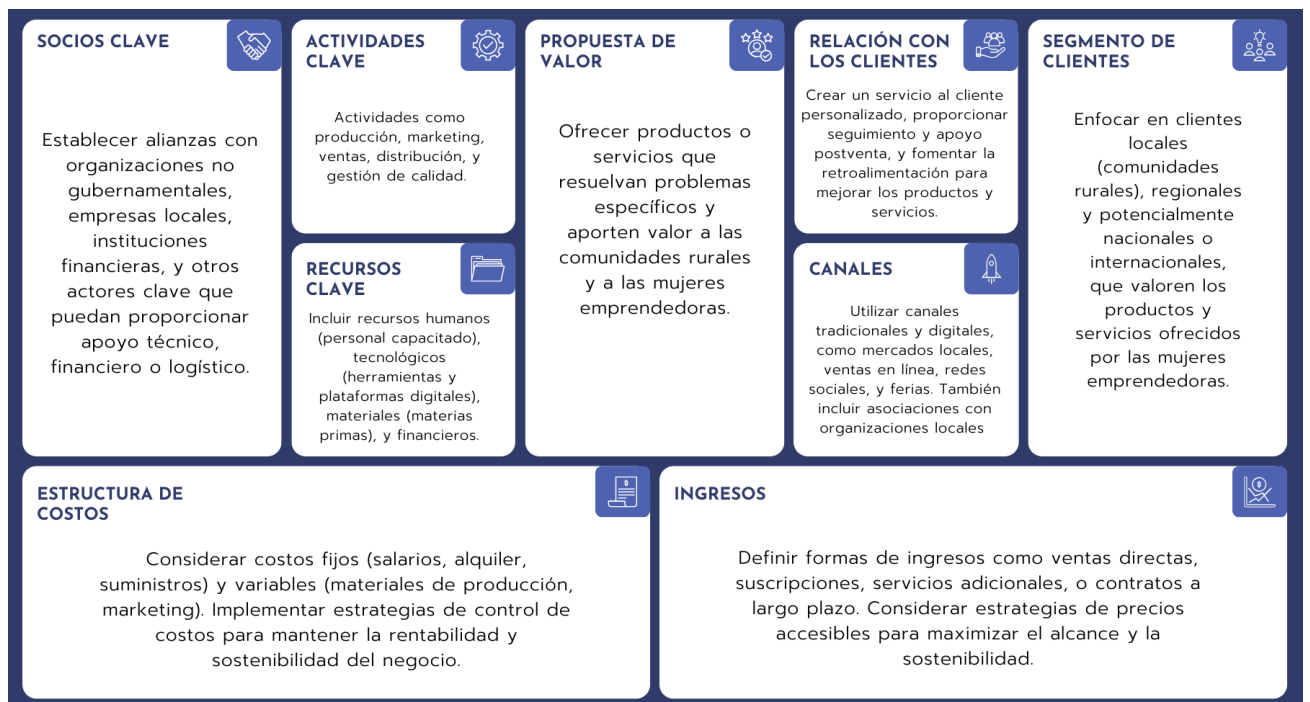 SOCIOS CLAVE
Establecer alianzas con
organizaciones no
gubernamentales,
empresas locales,
instituciones
financieras, y otros
actores clave que
puedan proporcionar
apoyo técnico,
financiero o logístico.
ACTIVIDADES
CLAVE
Actividades como
producción, marketing,
ventas, distribución, y
gestión de calidad.
RECURSOS
CLAVE
Incluir recursos humanos
(personal capacitado),
tecnológicos
(herramientas y
plataformas digitales),
materiales (materias
primas), y financieros.
PROPUESTA DE
VALOR
Ofrecer productos o
servicios que
resuelvan problemas
específicos y
aporten valor a las
comunidades rurales
y a las mujeres
emprendedoras.
RELACIÓN CON
LOS CLIENTES
Crear un servicio al cliente
personalizado, proporcionar
seguimiento y apoyo
postventa, y fomentar la
retroalimentación para
mejorar los productos y
servicios.
CANALES
Utilizar canales
tradicionales y digitales,
como mercados locales,
ventas en línea, redes
sociales, y ferias. También
incluir asociaciones con
organizaciones locales
SEGMENTO DE
CLIENTES
Enfocar en clientes
locales
(comunidades
rurales), regionales
y potencialmente
nacionales o
internacionales,
que valoren los
productos y
servicios ofrecidos
por las mujeres
emprendedoras.
ESTRUCTURA DE
COSTOS
Considerar costos fijos (salarios, alquiler,
suministros) y variables (materiales de producción,
marketing). Implementar estrategias de control de
costos para mantener la rentabilidad y
sostenibilidad del negocio.
INGRESOS
Definir formas de ingresos como ventas directas,
suscripciones, servicios adicionales, o contratos a
largo plazo. Considerar estrategias de precios
accesibles para maximizar el alcance y la
sostenibilidad.